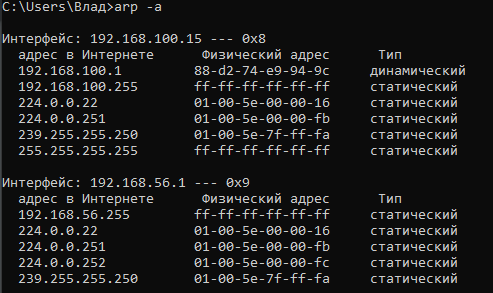 C:\Users\Влад>arp -a
Интерфейс: 192.168.100.15 --- 0x8
адрес в Интернете Физический адрес Тип
192.168.100.1 88-d2-74-e9-94-9c динамический
192.168.100.255 ff-ff-ff-ff-ff-ff статический
224.0.0.22 01-00-5e-00-00-16 статический
224.0.0.251 01-00-5e-00-00-fb статический
239.255.255.250 01-00-5e-7f-ff-fa статический
255.255.255.255 ff-ff-ff-ff-ff-ff статический
Интерфейс: 192.168.56.1 --- 0x9
адрес в Интернете Физический адрес Тип
192.168.56.255 ff-ff-ff-ff-ff-ff статический
224.0.0.22 01-00-5e-00-00-16 статический
224.0.0.251 01-00-5e-00-00-fb статический
224.0.0.252 01-00-5e-00-00-fc статический
239.255.255.250 01-00-5e-7f-ff-fa статический